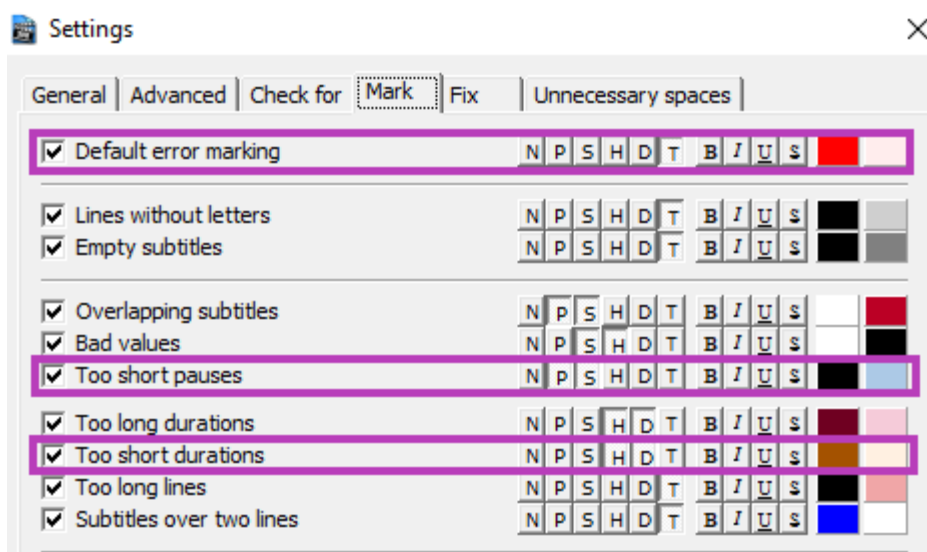 Settings
General Advanced Check for Mark Fix Unnecessary spaces
Default error marking N P S H D T B I U S
Lines without letters N P S H D T B I U S
Empty subtitles N P S H D T B I U S
Overlapping subtitles N P S H D T B I U S
Bad values N P S H D T B I U S
Too short pauses N P S H D T B I U S
Too long durations N P S H D T B I U S
Too short durations N P S H D T B I U S
Too long lines N P S H D T B I U S
Subtitles over two lines N P S H D T B I U S